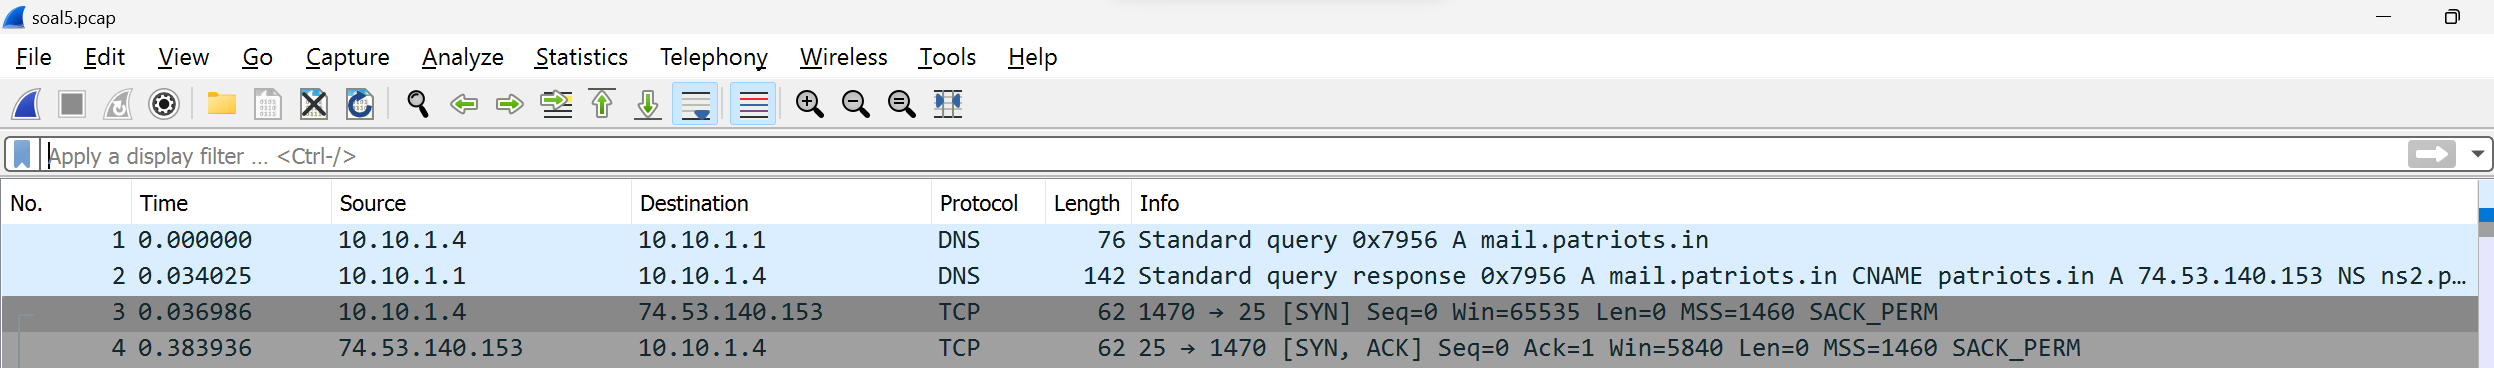 soal5.pcap
File Edit View Go Capture Analyze Statistics Telephony Wireless Tools Help
Apply a display filter ... <Ctrl-/>
No. Time Source Destination Protocol Length Info
1 0.000000 10.10.1.4 10.10.1.1 DNS 76 Standard query 0x7956 A mail.patriots.in
2 0.034025 10.10.1.1 10.10.1.4 DNS 142 Standard query response 0x7956 A mail.patriots.in CNAME patriots.in A 74.53.140.153 NS ns2.p…
3 0.036986 10.10.1.4 74.53.140.153 TCP 62 1470 → 25 [SYN] Seq=0 Win=65535 Len=0 MSS=1460 SACK_PERM
4 0.383936 74.53.140.153 10.10.1.4 TCP 62 25 → 1470 [SYN, ACK] Seq=0 Ack=1 Win=5840 Len=0 MSS=1460 SACK_PERM